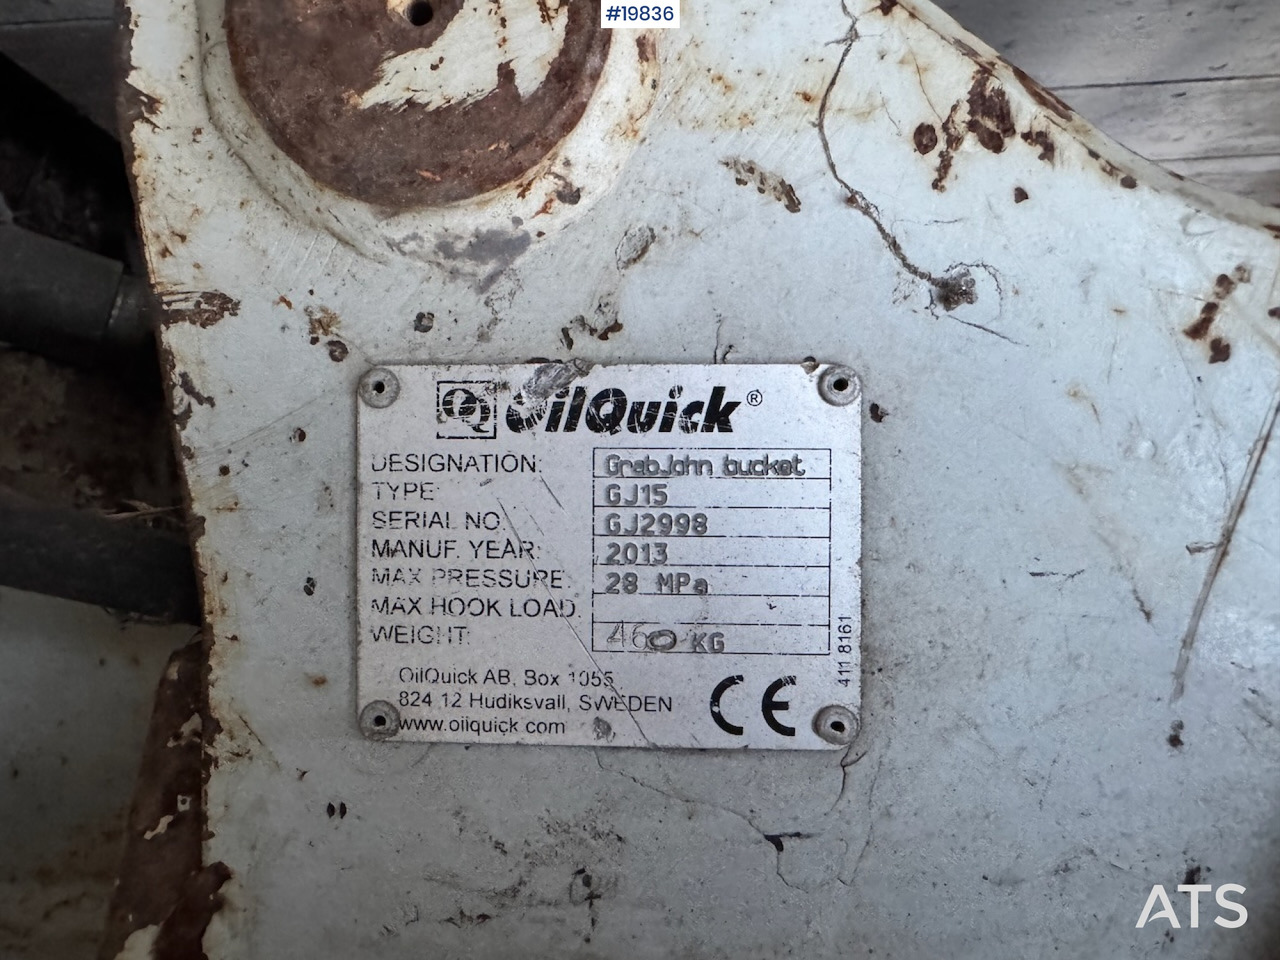 #19836
OilQuick®
DESIGNATION: GrabJohn bucket
TYPE: GJ15
SERIAL NO: GJ2998
MANUF. YEAR: 2013
MAX PRESSURE: 28 MPa
MAX HOOK LOAD:
WEIGHT: 460 KG
411 8161
OilQuick AB, Box 1055
824 12 Hudiksvall, SWEDEN
www.oilquick.com
CE
ATS